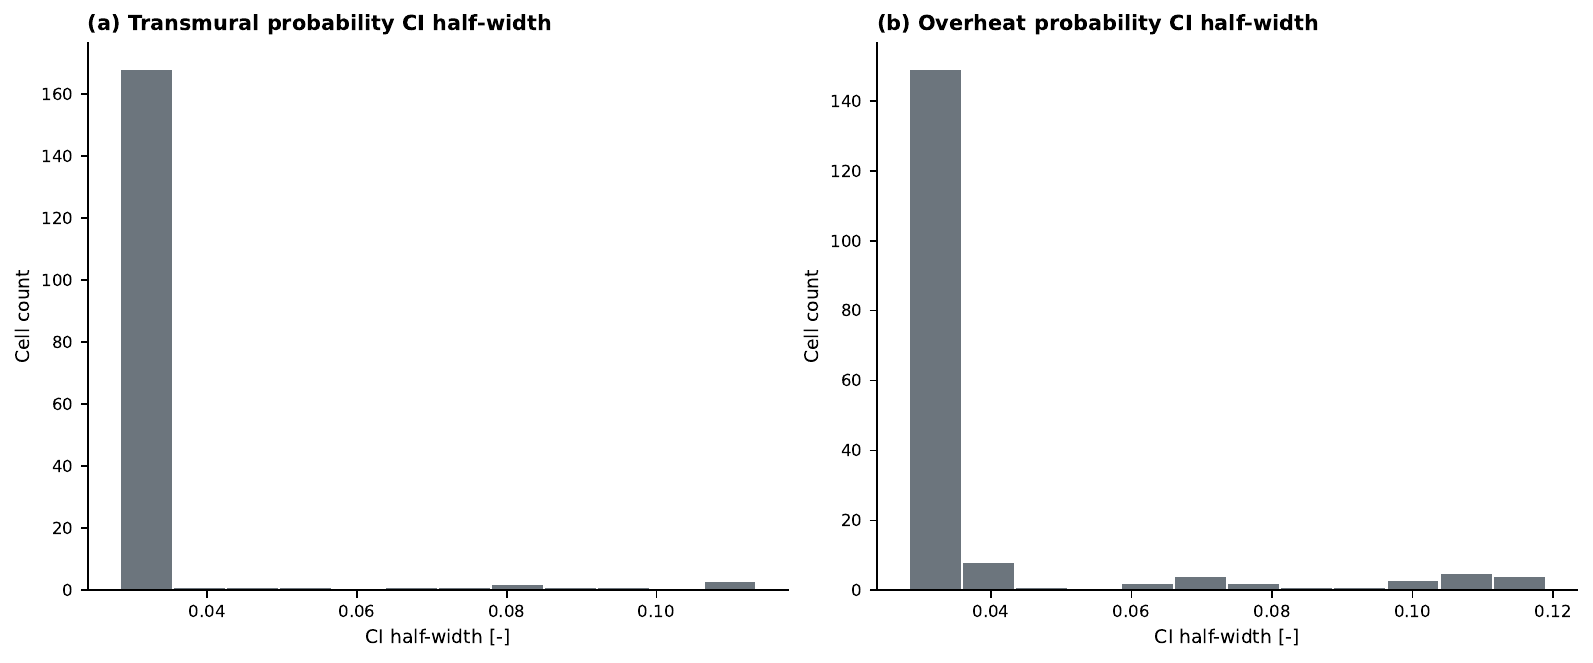 (a) Transmural probability CI half-width
160
140
120
100
80
60
40
20
0
Cell count
0.04 0.06 0.08 0.10
CI half-width [-]
(b) Overheat probability CI half-width
140
120
100
80
60
40
20
0
Cell count
0.04 0.06 0.08 0.10 0.12
CI half-width [-]